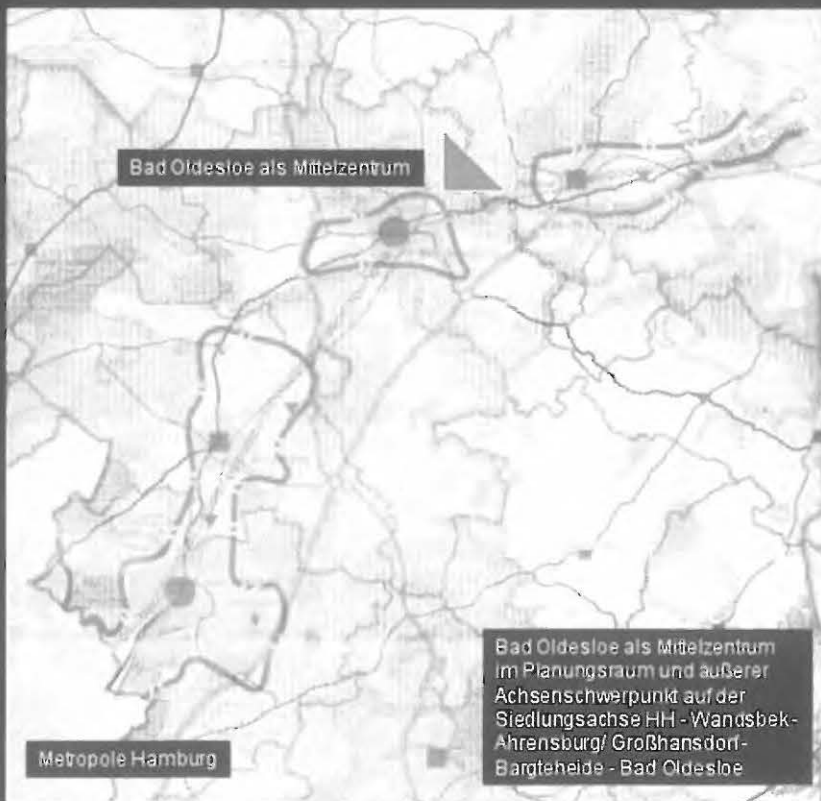 Bad Oldesloe als Mittelzentrum
Bad Oldesloe als Mittelzentrum
im Planungsraum und äußerer
Achsenschwerpunkt auf der
Siedlungsachse HH - Wandsbek-
Ahrensburg/ Großhansdorf-
Bargteheide - Bad Oldesloe
Metropole Hamburg